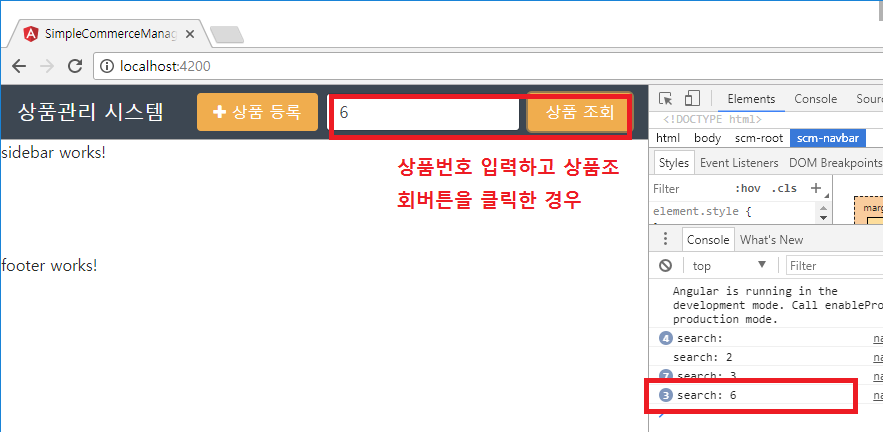 SimpleCommerceManag
localhost:4200
상품관리 시스템
상품 등록
6
상품 조회
sidebar works!
상품번호 입력하고 상품조
회버튼을 클릭한 경우
footer works!
Elements Console Sourc
<!DOCTYPE html>
html body scm-root scm-navbar
Styles Event Listeners DOM Breakpoints
Filter :hov .cls +
element.style {
marg
Console What's New
top Filter
Angular is running in the
development mode. Call enablePro
production mode.
4 search: na
search: 2 na
7 search: 3 na
3 search: 6 na